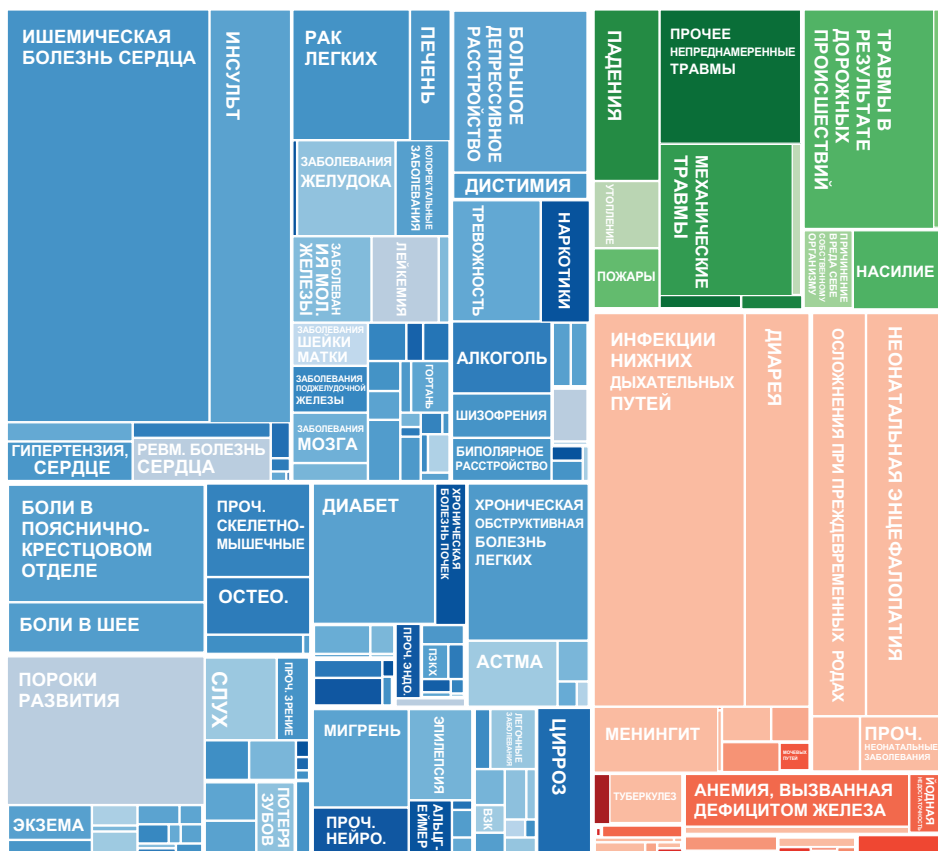 ИШЕМИЧЕСКАЯ
БОЛЕЗНЬ СЕРДЦА
ИНСУЛЬТ
РАК
ЛЕГКИХ
ПЕЧЕНЬ
БОЛЬШОЕ
ДЕПРЕССИВНОЕ
РАССТРОЙСТВО
ПАДЕНИЯ
ПРОЧЕЕ
НЕПРЕДНАМЕРЕННЫЕ
ТРАВМЫ
ТРАВМЫ В
РЕЗУЛЬТАТЕ
ДОРОЖНЫХ
ПРОИСШЕСТВИЙ
ЗАБОЛЕВАНИЯ
ЖЕЛУДОКА
КОЛОРЕКТАЛЬНЫЕ
ЗАБОЛЕВАНИЯ
ДИСТИМИЯ
ТРЕВОЖНОСТЬ
НАРКОТИКИ
УТОПЛЕНИЕ
ПОЖАРЫ
МЕХАНИЧЕСКИЕ
ТРАВМЫ
ПРИЧИНЕНИЕ
ВРЕДА СЕБЕ
СОБСТВЕННОМУ
ОРГАНИЗМУ
НАСИЛИЕ
ЗАБОЛЕВАН
ИЯ МОЛ.
ЖЕЛЕЗЫ
ЛЕЙКЕМИЯ
ЗАБОЛЕВАНИЯ
ШЕЙКИ
МАТКИ
ЗАБОЛЕВАНИЯ
ПОДЖЕЛУДОЧНОЙ
ЖЕЛЕЗЫ
ГОРТАНЬ
ЗАБОЛЕВАНИЯ
МОЗГА
АЛКОГОЛЬ
ШИЗОФРЕНИЯ
БИПОЛЯРНОЕ
РАССТРОЙСТВО
ГИПЕРТЕНЗИЯ,
СЕРДЦЕ
РЕВМ. БОЛЕЗНЬ
СЕРДЦА
ИНФЕКЦИИ
НИЖНИХ
ДЫХАТЕЛЬНЫХ
ПУТЕЙ
ДИАРЕЯ
ОСЛОЖНЕНИЯ ПРИ ПРЕЖДЕВРЕМЕННЫХ РОДАХ
НЕОНАТАЛЬНАЯ ЭНЦЕФАЛОПАТИЯ
БОЛИ В
ПОЯСНИЧНО-
КРЕСТЦОВОМ
ОТДЕЛЕ
ПРОЧ.
СКЕЛЕТНО-
МЫШЕЧНЫЕ
ОСТЕО.
БОЛИ В ШЕЕ
ДИАБЕТ
ХРОНИЧЕСКАЯ
БОЛЕЗНЬ ПОЧЕК
ХРОНИЧЕСКАЯ
ОБСТРУКТИВНАЯ
БОЛЕЗНЬ
ЛЕГКИХ
ПРОЧ. ЭНДО.
ПЗКХ
АСТМА
ПОРОКИ
РАЗВИТИЯ
СЛУХ
ПРОЧ. ЗРЕНИЕ
МИГРЕНЬ
ЭПИЛЕПСИЯ
ЛЕГОЧНЫЕ
ЗАБОЛЕВАНИЯ
ЦИРРОЗ
МЕНИНГИТ
МОЧЕВЫХ
ПУТЕЙ
ПРОЧ.
НЕОНАТАЛЬНЫЕ
ЗАБОЛЕВАНИЯ
ЭКЗЕМА
ПОТЕРЯ
ЗУБОВ
ПРОЧ.
НЕЙРО.
АЛЬЦГ-
ЕЙМЕР
ВЗК
ТУБЕРКУЛЕЗ
АНЕМИЯ, ВЫЗВАННАЯ
ДЕФИЦИТОМ ЖЕЛЕЗА
ЙОДНАЯ
НЕДОСТАТОЧНОСТЬ